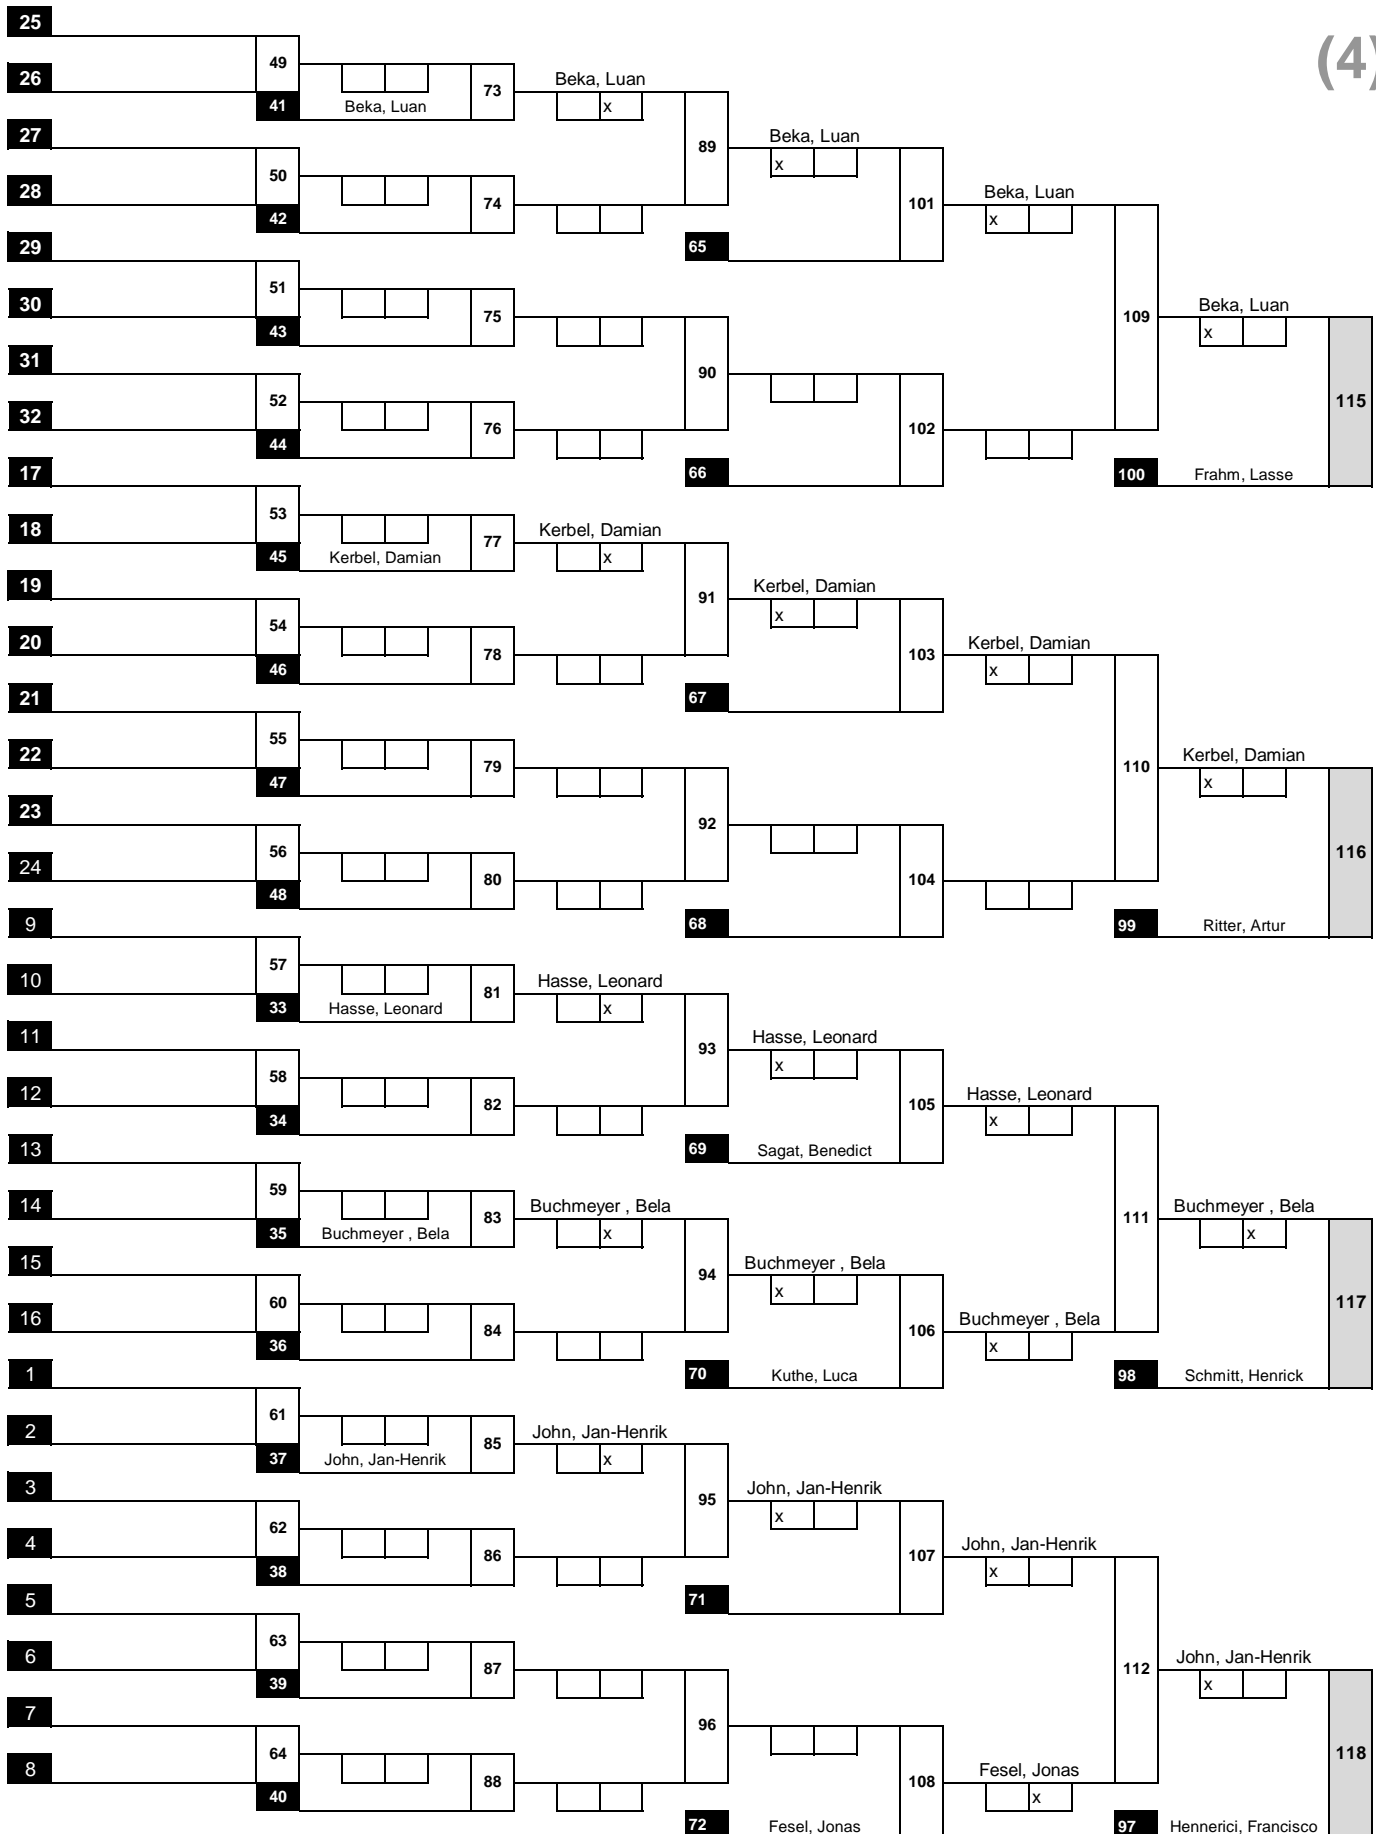 25
(4)
49
26
Beka, Luan
73
41 Beka, Luan
x
27
Beka, Luan
89
x
50
28
Beka, Luan
74
101
42
x
29
65
51
30
Beka, Luan
75
109
43
x
31
90
52
115
32
76
102
44
17
66
100 Frahm, Lasse
53
18
Kerbel, Damian
77
45 Kerbel, Damian
x
19
Kerbel, Damian
91
x
54
20
Kerbel, Damian
78
103
46
x
21
67
55
22
Kerbel, Damian
79
110
47
x
23
92
56
116
24
80
104
48
9
68
99 Ritter, Artur
57
10
Hasse, Leonard
81
33 Hasse, Leonard
x
11
Hasse, Leonard
93
x
58
12
Hasse, Leonard
82
105
34
x
13
69 Sagat, Benedict
59
14
Buchmeyer , Bela
Buchmeyer , Bela
83
111
35 Buchmeyer , Bela
x
x
15
Buchmeyer , Bela
94
x
60
117
16
Buchmeyer , Bela
84
106
36
x
1
70 Kuthe, Luca
98 Schmitt, Henrick
61
2
John, Jan-Henrik
85
37 John, Jan-Henrik
x
3
John, Jan-Henrik
95
x
62
4
John, Jan-Henrik
86
107
38
x
5
71
63
6
John, Jan-Henrik
87
112
39
x
7
96
64
118
8
Fesel, Jonas
88
108
40
x
72 Fesel, Jonas
97 Hennerici, Francisco